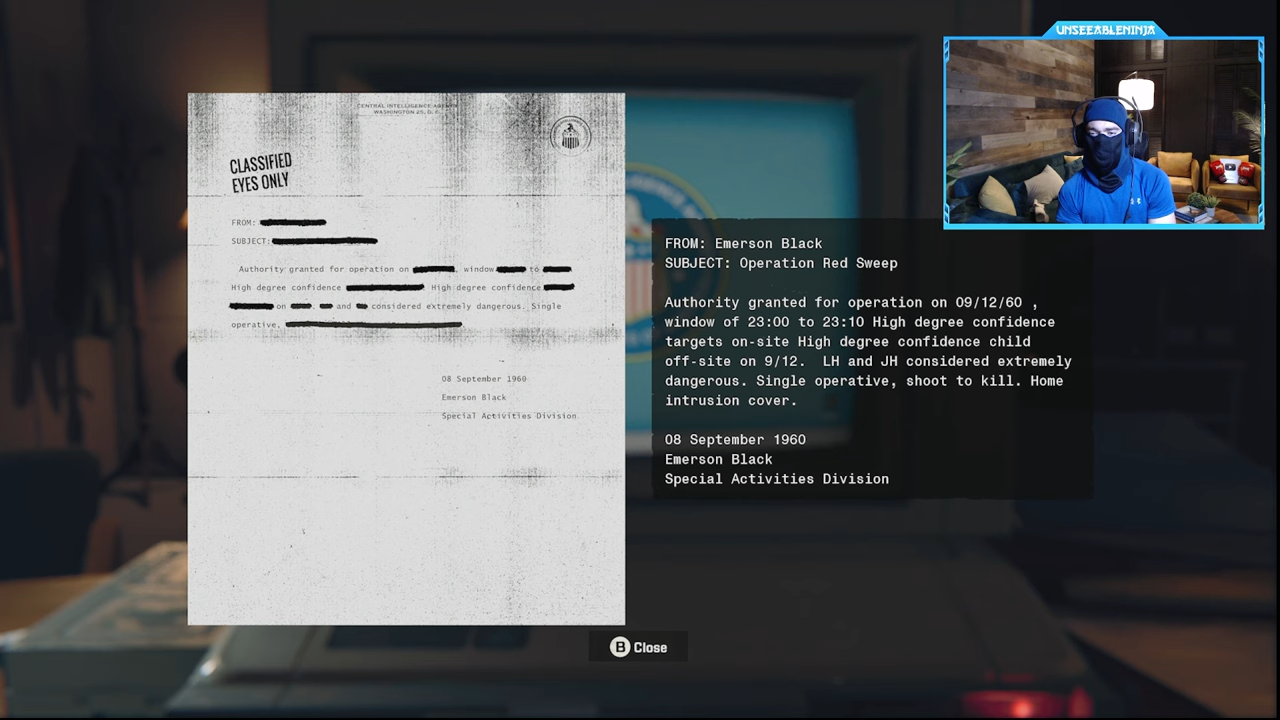 UNSEEABLENINJA
CENTRAL INTELLIGENCE AGENCY
WASHINGTON 25, D. C.
CLASSIFIED
EYES ONLY
FROM:
SUBJECT:
Authority granted for operation on , window to
High degree confidence High degree confidence
on and considered extremely dangerous. Single
operative,
08 September 1960
Emerson Black
Special Activities Division
FROM: Emerson Black
SUBJECT: Operation Red Sweep
Authority granted for operation on 09/12/60 ,
window of 23:00 to 23:10 High degree confidence
targets on-site High degree confidence child
off-site on 9/12. LH and JH considered extremely
dangerous. Single operative, shoot to kill. Home
intrusion cover.
08 September 1960
Emerson Black
Special Activities Division
B Close